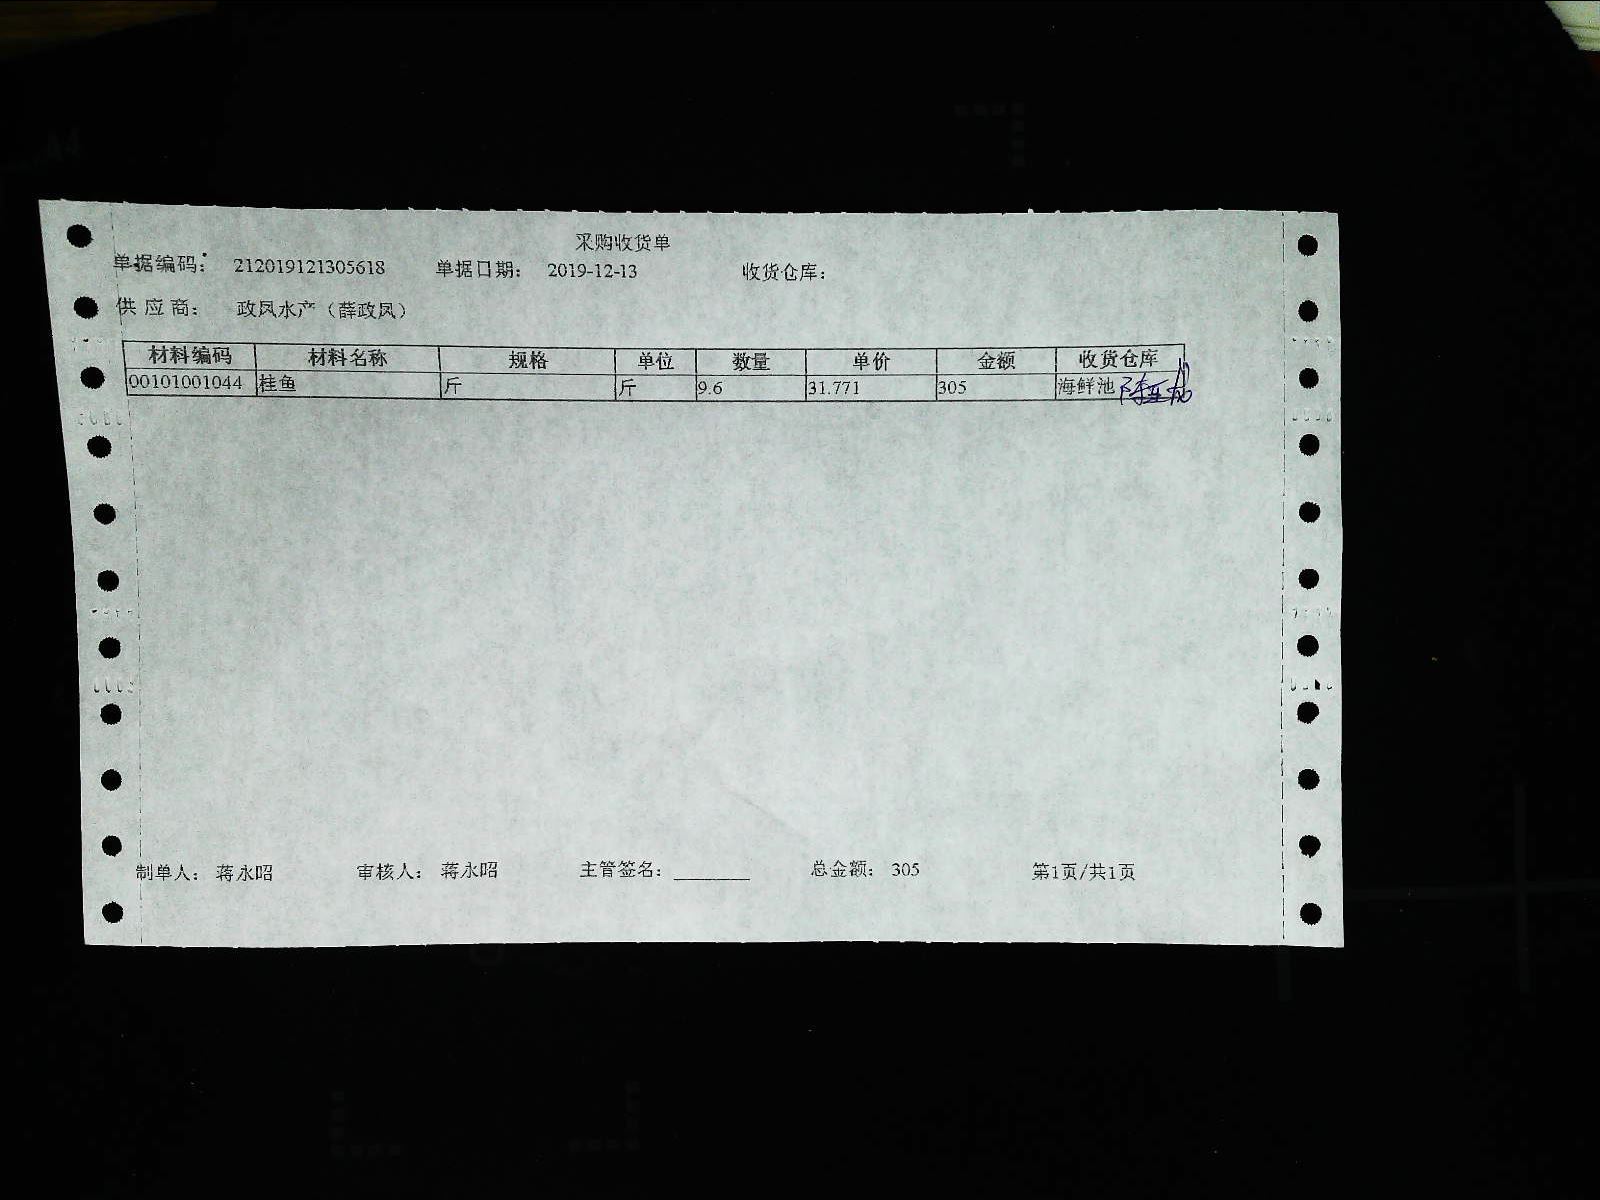 采购收货单
单据编码： 212019121305618 单据日期： 2019-12-13 收货仓库：
供 应 商： 政凤水产（薛政凤）
材料编码 材料名称 规格 单位 数量 单价 金额 收货仓库
00101001044 桂鱼 斤 斤 9.6 31.771 305 海鲜池
制单人： 蒋永昭 审核人： 蒋永昭 主管签名： 总金额： 305 第1页/共1页